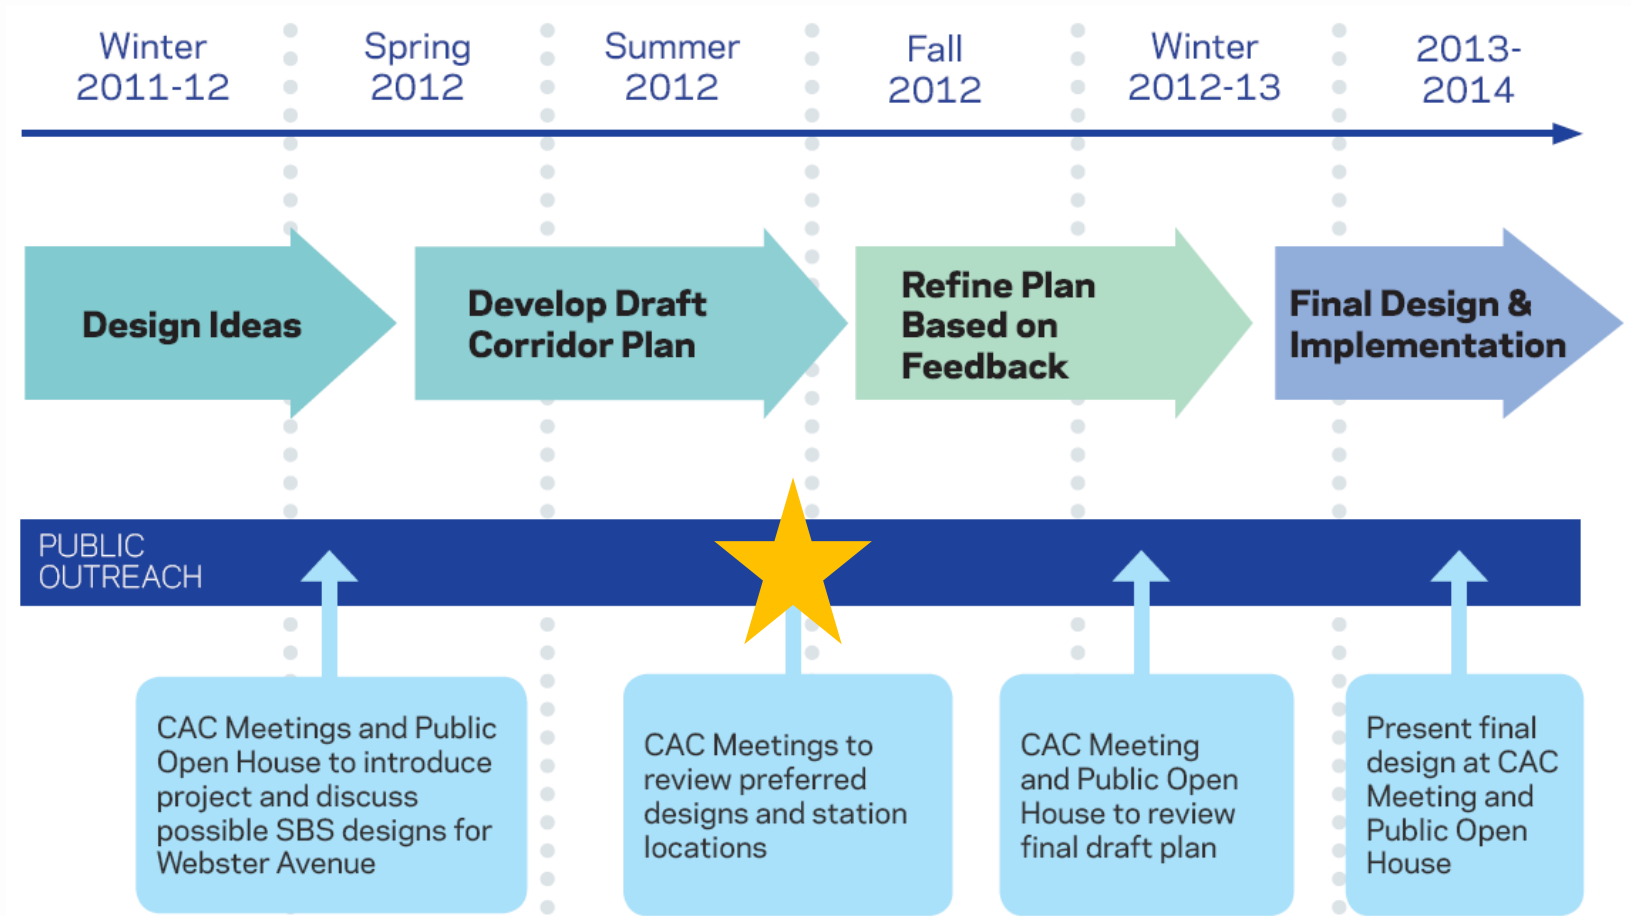 Winter
2011-12
Spring
2012
Summer
2012
Fall
2012
Winter
2012-13
2013-
2014
Design Ideas
Develop Draft
Corridor Plan
Refine Plan
Based on
Feedback
Final Design &
Implementation
PUBLIC
OUTREACH
CAC Meetings and Public
Open House to introduce
project and discuss
possible SBS designs for
Webster Avenue
CAC Meetings to
review preferred
designs and station
locations
CAC Meeting
and Public Open
House to review
final draft plan
Present final
design at CAC
Meeting and
Public Open
House